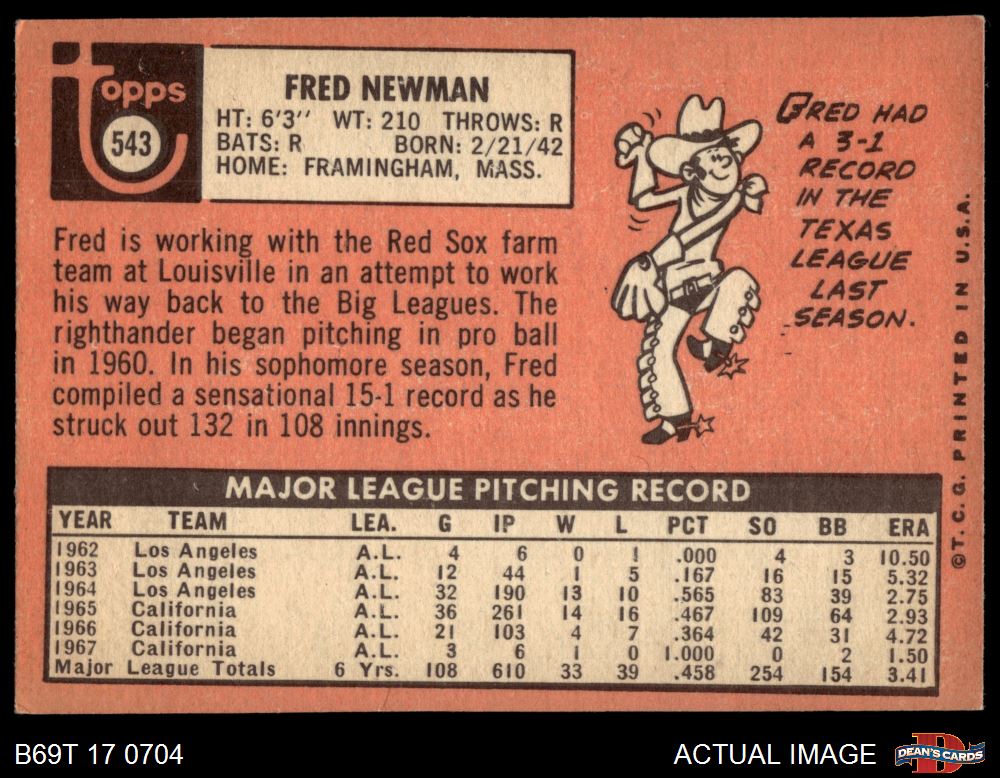 topps
543
FRED NEWMAN
HT: 6'3'' WT: 210 THROWS: R
BATS: R BORN: 2/21/42
HOME: FRAMINGHAM, MASS.
Fred is working with the Red Sox farm
team at Louisville in an attempt to work
his way back to the Big Leagues. The
righthander began pitching in pro ball
in 1960. In his sophomore season, Fred
compiled a sensational 15-1 record as he
struck out 132 in 108 innings.
FRED HAD
A 3-1
RECORD
IN THE
TEXAS
LEAGUE
LAST
SEASON.
©T. C. G. PRINTED IN U.S.A.
MAJOR LEAGUE PITCHING RECORD
YEAR TEAM LEA. G IP W L PCT SO BB ERA
1962 Los Angeles A.L. 4 6 0 1 .000 4 3 10.50
1963 Los Angeles A.L. 12 44 1 5 .167 16 15 5.32
1964 Los Angeles A.L. 32 190 13 10 .565 83 39 2.75
1965 California A.L. 36 261 14 16 .467 109 64 2.93
1966 California A.L. 21 103 4 7 .364 42 31 4.72
1967 California A.L. 3 6 1 0 1.000 0 2 1.50
Major League Totals 6 Yrs. 108 610 33 39 .458 254 154 3.41
B69T 17 0704
ACTUAL IMAGE
DEAN'S CARDS